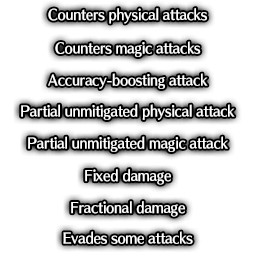 Counters physical attacks
Counters magic attacks
Accuracy-boosting attack
Partial unmitigated physical attack
Partial unmitigated magic attack
Fixed damage
Fractional damage
Evades some attacks